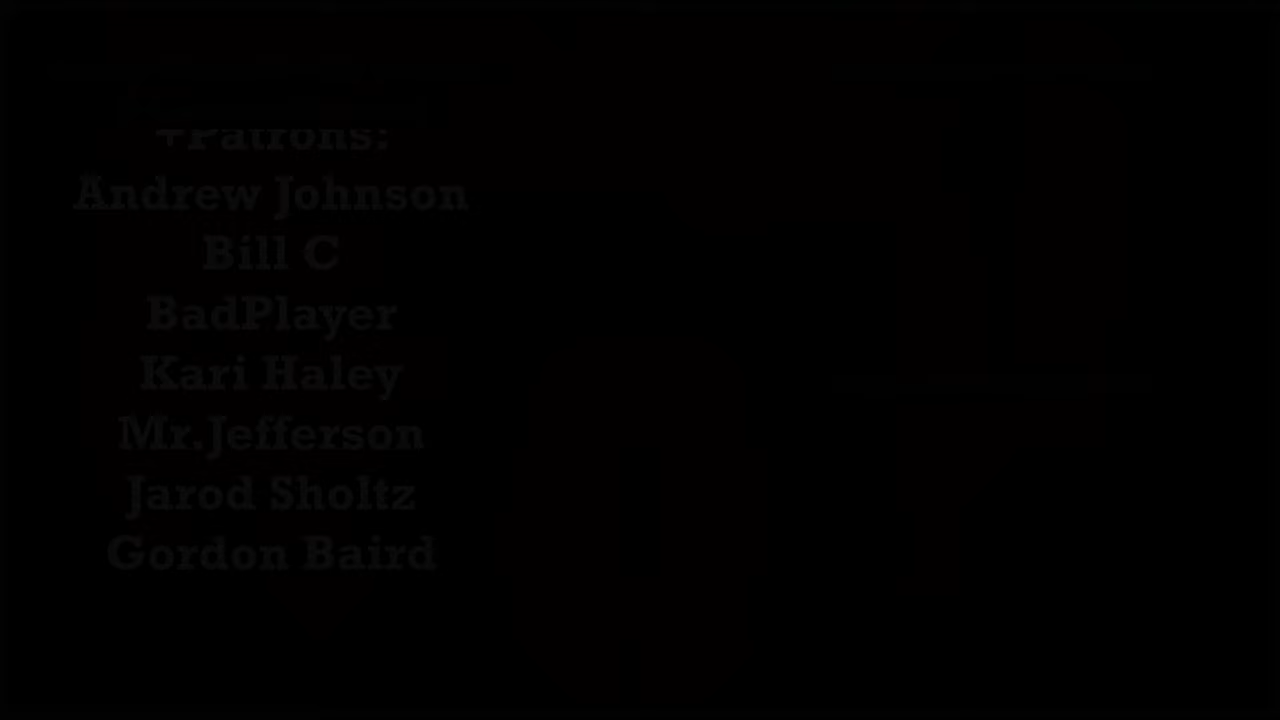 +Patrons:
Andrew Johnson
Bill C
BadPlayer
Kari Haley
Mr.Jefferson
Jarod Sholtz
Gordon Baird